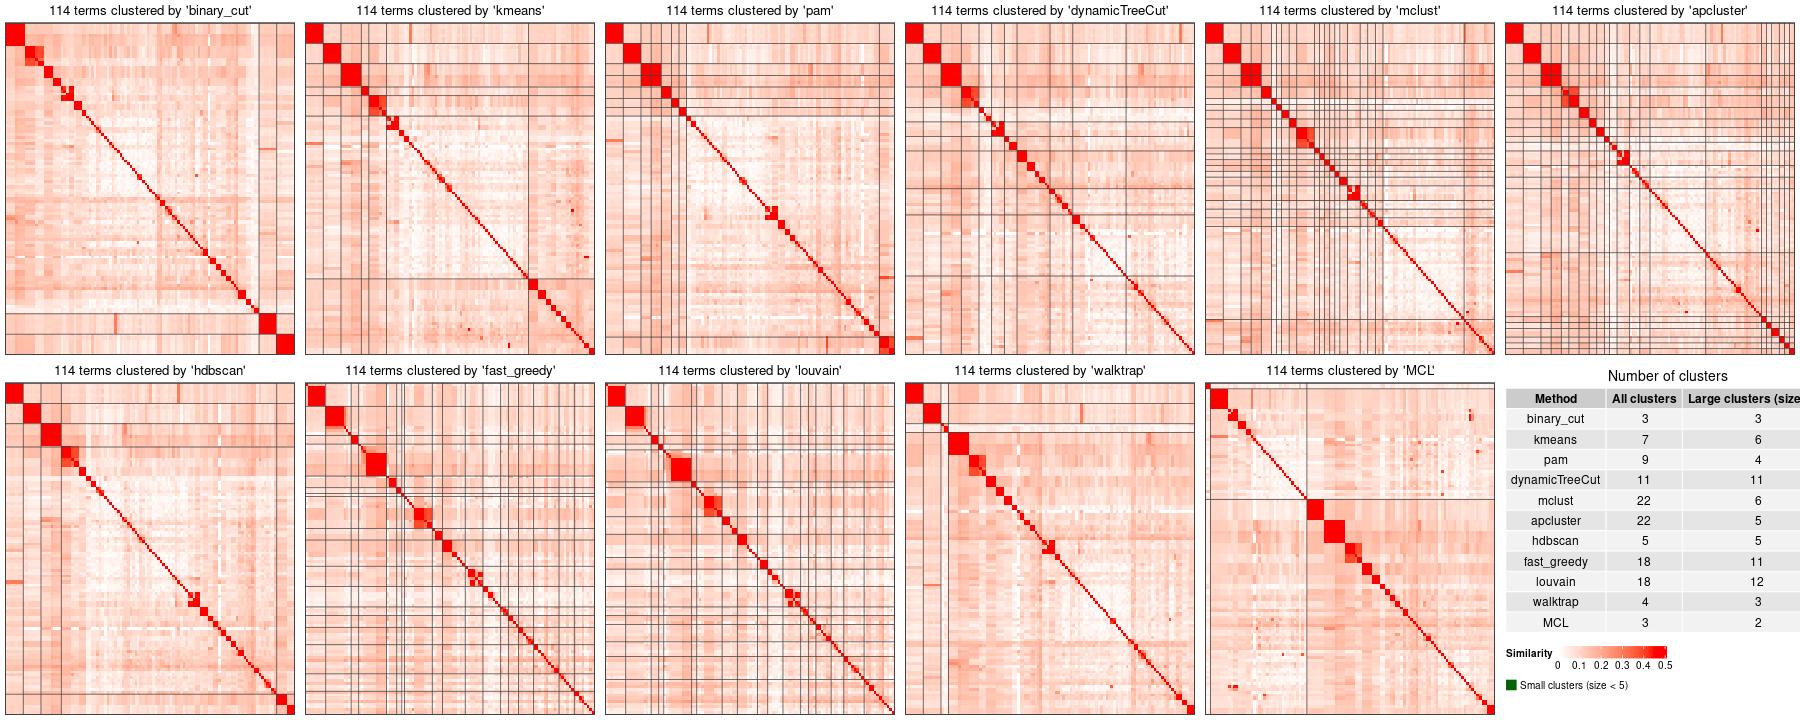 114 terms clustered by 'binary_cut'
114 terms clustered by 'kmeans'
114 terms clustered by 'pam'
114 terms clustered by 'dynamicTreeCut'
114 terms clustered by 'mclust'
114 terms clustered by 'apcluster'
114 terms clustered by 'hdbscan'
114 terms clustered by 'fast_greedy'
114 terms clustered by 'louvain'
114 terms clustered by 'walktrap'
114 terms clustered by 'MCL'
Number of clusters
Method All clusters Large clusters (size
binary_cut 3 3
kmeans 7 6
pam 9 4
dynamicTreeCut 11 11
mclust 22 6
apcluster 22 5
hdbscan 5 5
fast_greedy 18 11
louvain 18 12
walktrap 4 3
MCL 3 2
Similarity
0 0.1 0.2 0.3 0.4 0.5
Small clusters (size < 5)